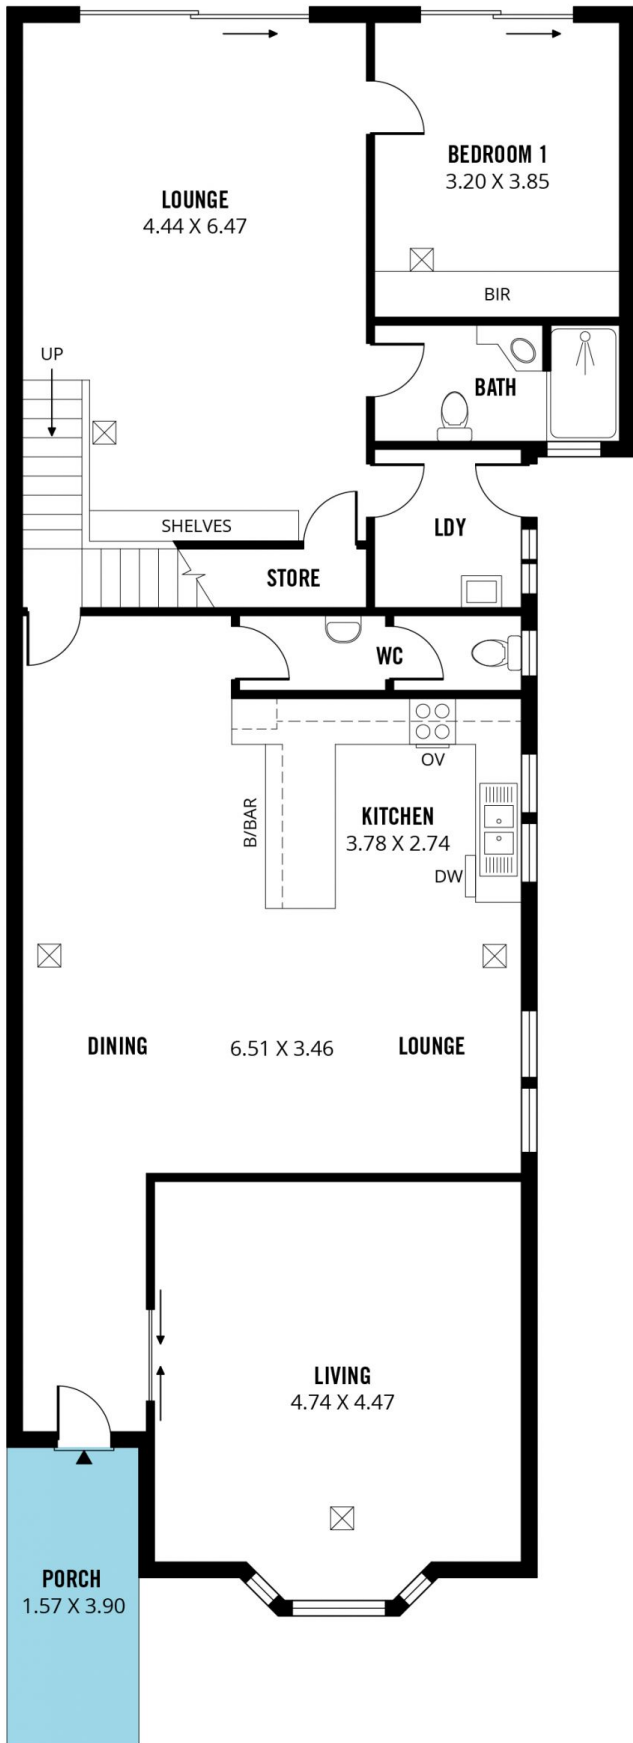 LOUNGE
4.44 X 6.47
BEDROOM 1
3.20 X 3.85
BIR
UP
BATH
SHELVES
LDY
STORE
WC
OV
B/BAR
KITCHEN
3.78 X 2.74
DW
DINING
6.51 X 3.46
LOUNGE
LIVING
4.74 X 4.47
PORCH
1.57 X 3.90